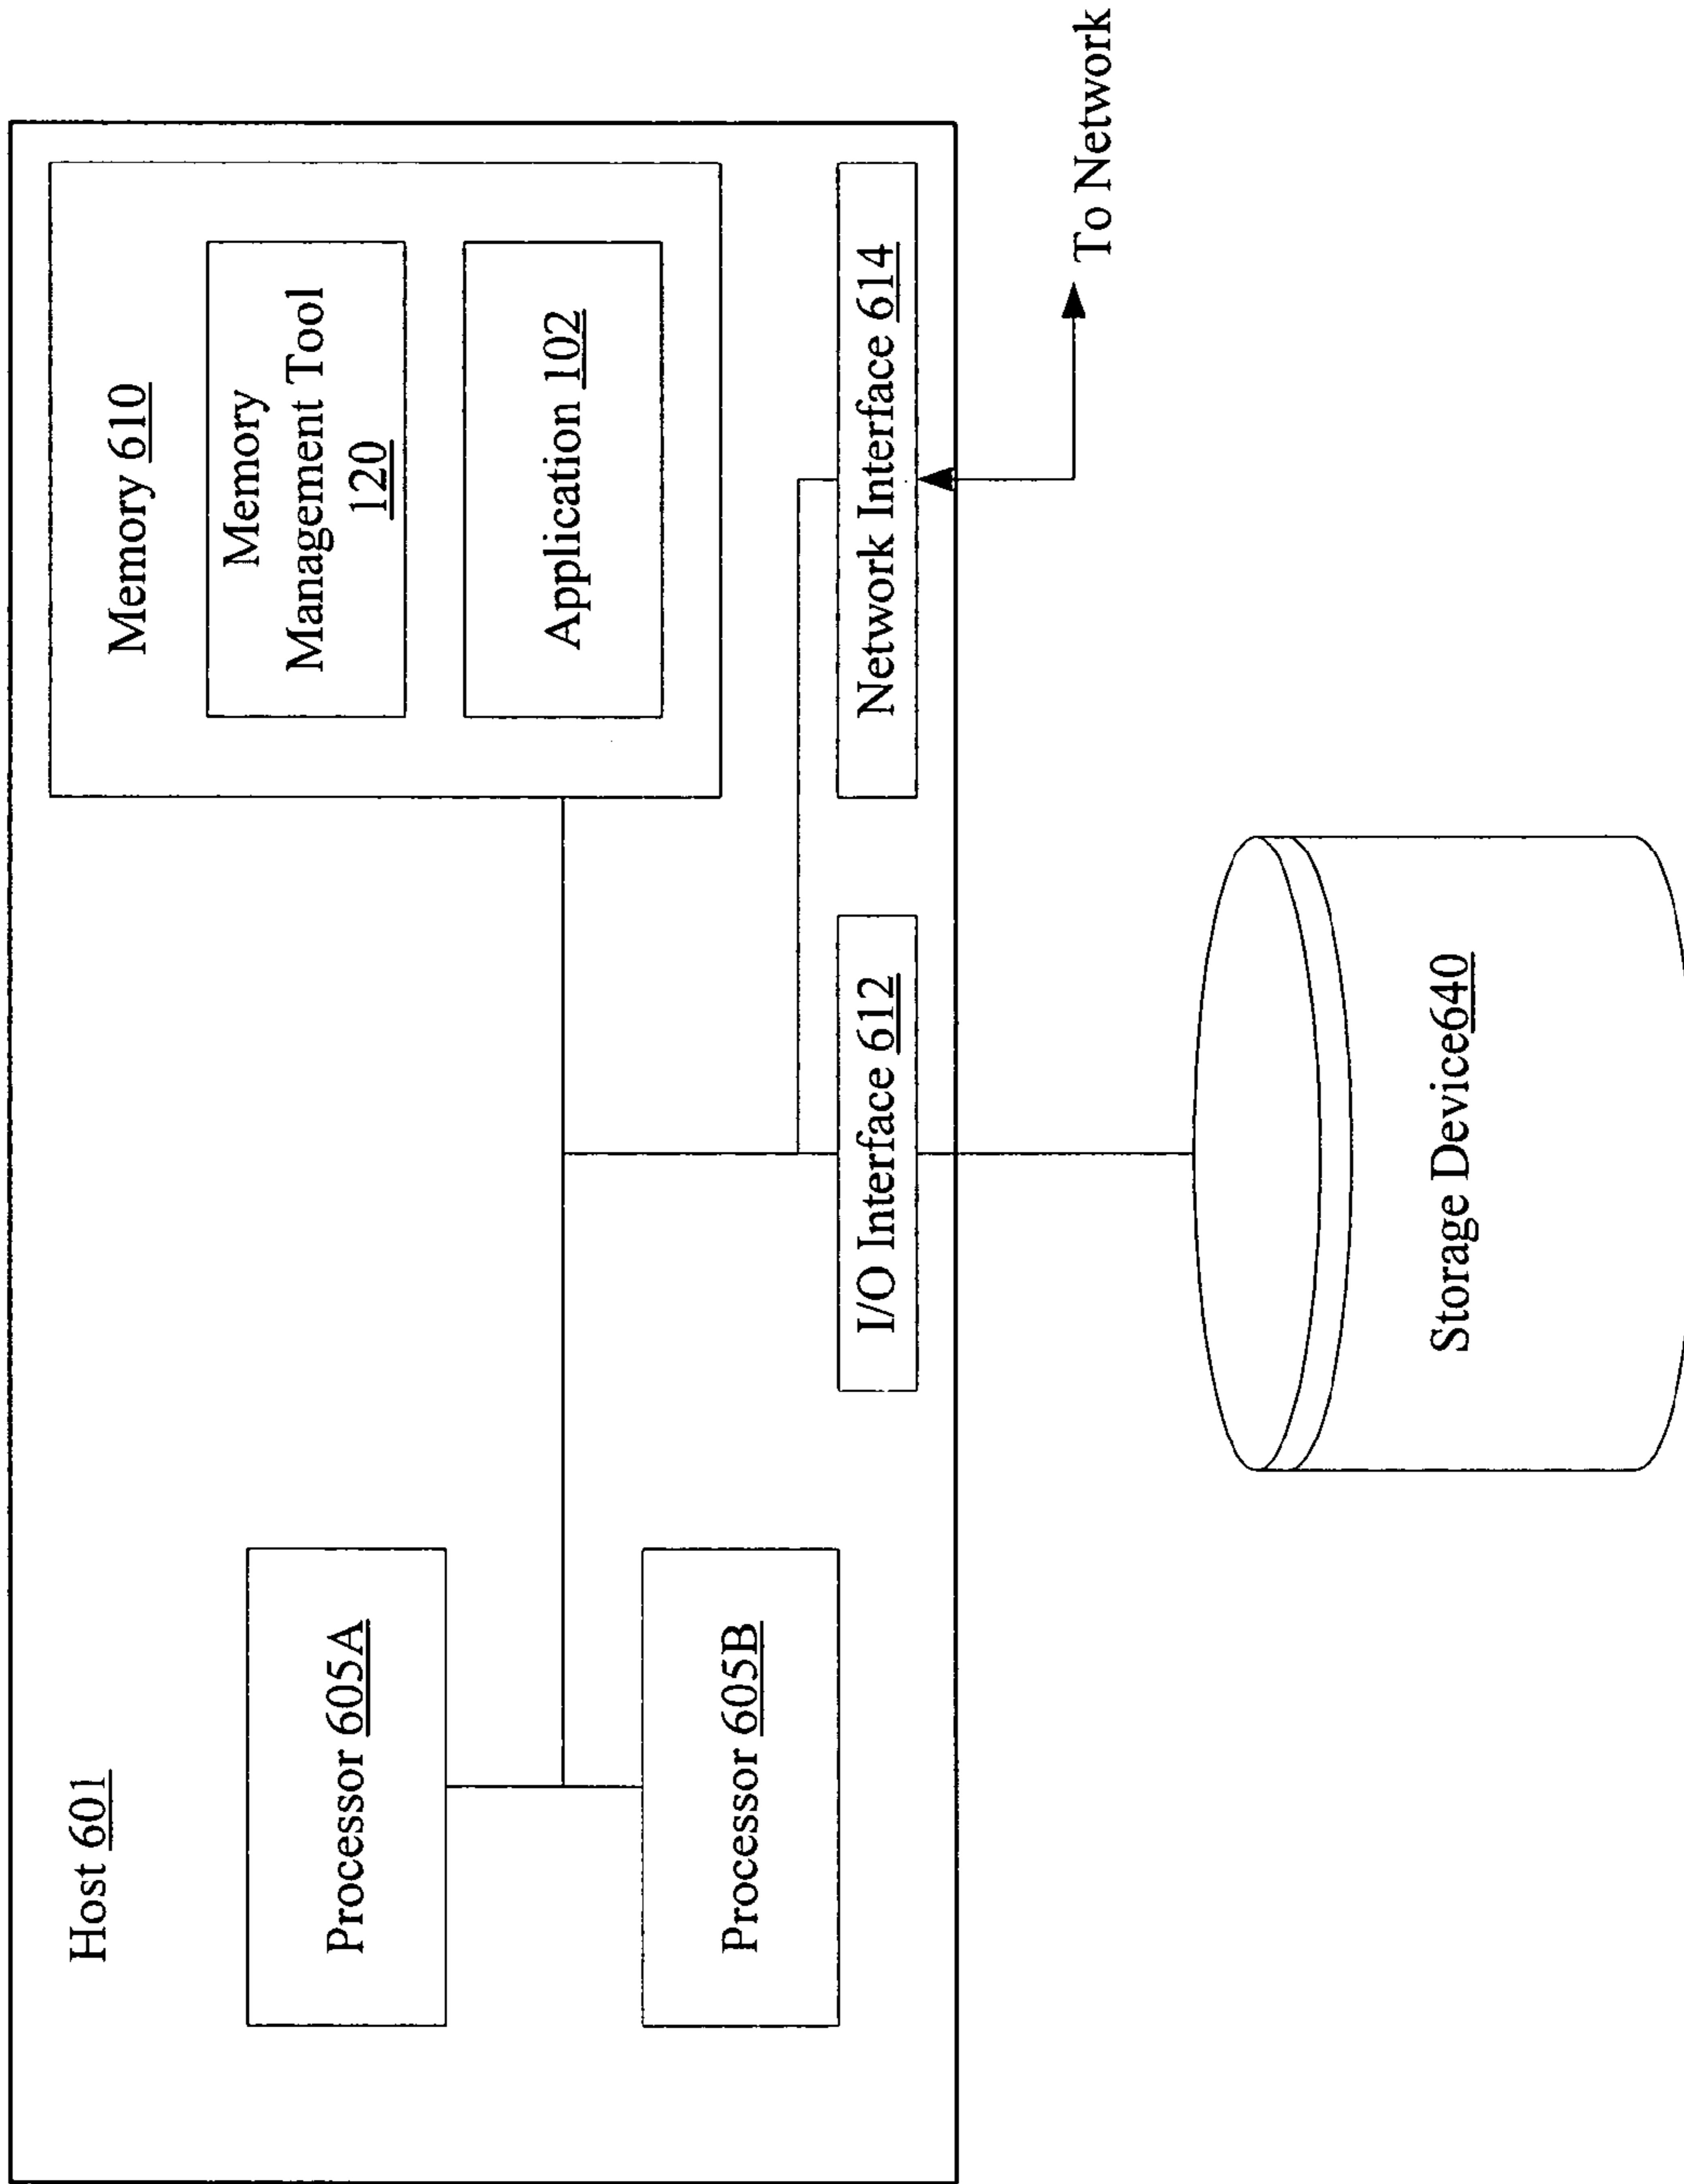 Host 601
Memory 610
Processor 605A
Memory
Management Tool
120
Application 102
Processor 605B
I/O Interface 612
Network Interface 614
To Network
Storage Device640